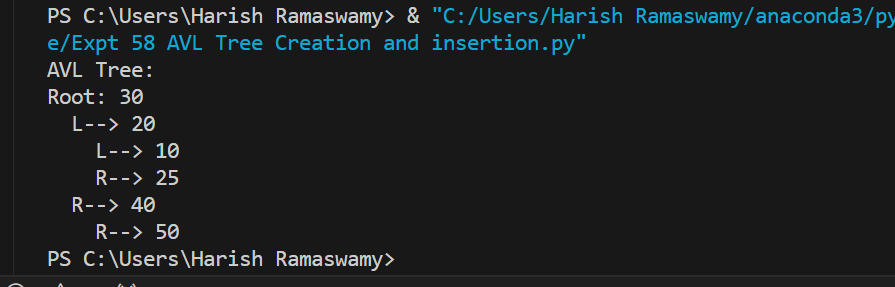 PS C:\Users\Harish Ramaswamy> & "C:/Users/Harish Ramaswamy/anaconda3/py
e/Expt 58 AVL Tree Creation and insertion.py"
AVL Tree:
Root: 30
L--> 20
L--> 10
R--> 25
R--> 40
R--> 50
PS C:\Users\Harish Ramaswamy>